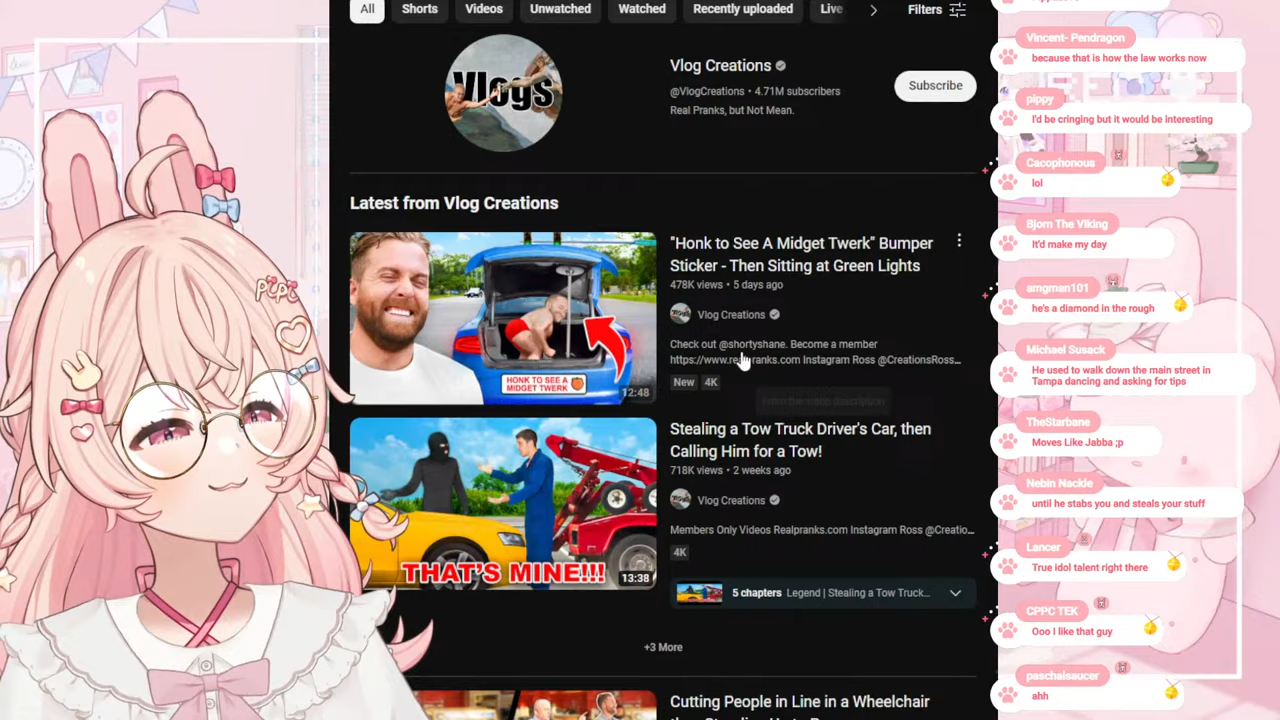 All
Shorts
Videos
Unwatched
Watched
Recently uploaded
Live
Filters
Vlogs
Vlog Creations
@VlogCreations • 4.71M subscribers
Real Pranks, but Not Mean.
Subscribe
Latest from Vlog Creations
HONK TO SEE A
MIDGET TWERK
12:48
"Honk to See A Midget Twerk" Bumper
Sticker - Then Sitting at Green Lights
478K views • 5 days ago
Vlog Creations
Check out @shortyshane. Become a member
https://www.realpranks.com Instagram Ross @CreationsRoss...
New
4K
From the video description
THAT'S MINE!!!
13:38
Stealing a Tow Truck Driver's Car, then
Calling Him for a Tow!
718K views • 2 weeks ago
Vlog Creations
Members Only Videos Realpranks.com Instagram Ross @Creatio...
4K
5 chapters Legend | Stealing a Tow Truck...
+3 More
Cutting People in Line in a Wheelchair
Pipi
Vincent- Pendragon
because that is how the law works now
pippy
I'd be cringing but it would be interesting
Cacophonous
lol
Bjorn The Viking
It'd make my day
amgman101
he's a diamond in the rough
Michael Susack
He used to walk down the main street in
Tampa dancing and asking for tips
TheStarbane
Moves Like Jabba ;p
Nebin Nackle
until he stabs you and steals your stuff
Lancer
True idol talent right there
CPPC TEK
Ooo I like that guy
paschalsaucer
ahh